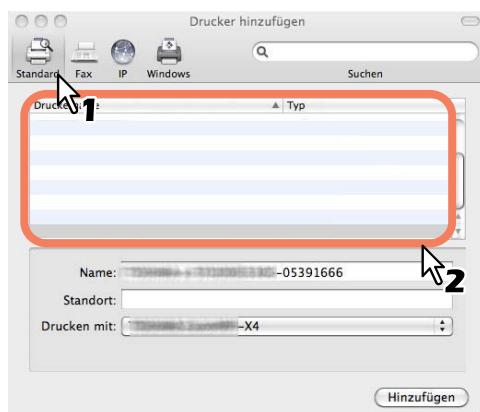 Drucker hinzufügen
Standard Fax IP Windows Suchen
1
Typ
2
Name: -05391666
Standort:
Drucken mit: -X4
Hinzufügen